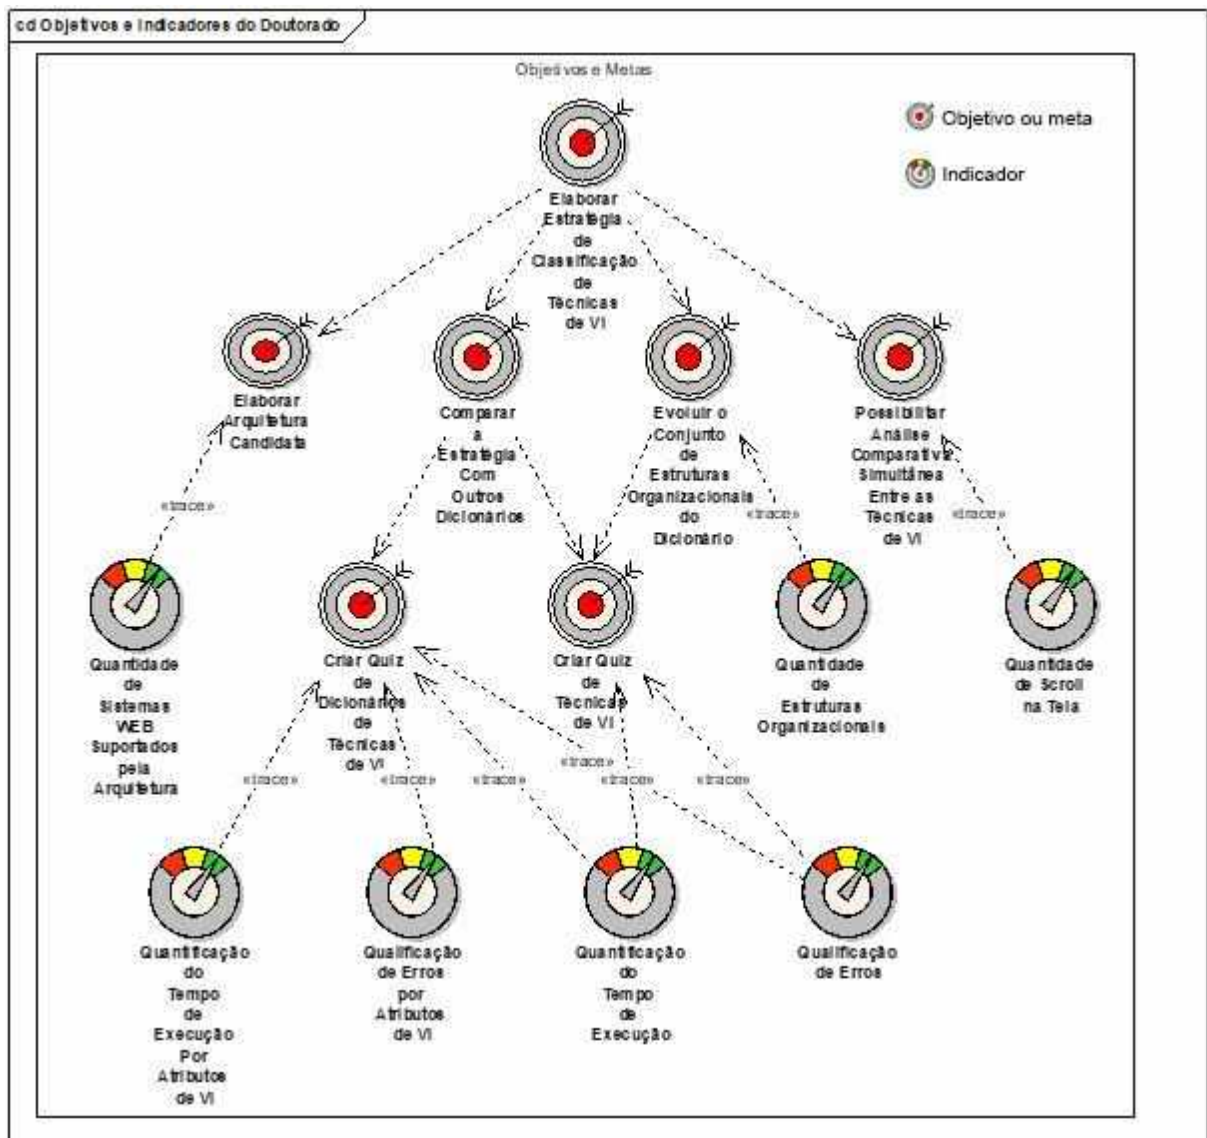 cd Objetivos e Indicadores do Doutorado
Objetivos e Metas
Objetivo ou meta
Indicador
Elaborar
Estratégia
de
Classificação
de
Técnicas
de VI
Elaborar
Arquitetura
Candidata
Comparar
a
Estratégia
Com
Outros
Dicionários
Evoluir o
Conjunto
de
Estruturas
Organizacionais
do
Dicionário
Possibilitar
Análise
Comparativa
Simultânea
Entre as
Técnicas
de VI
«trace»
«trace»
«trace»
Quantidade
de
Sistemas
WEB
Suportados
pela
Arquitetura
Criar Quiz
de
Dicionários
de
Técnicas
de VI
Criar Quiz
de
Técnicas
de VI
Quantidade
de
Estruturas
Organizacionais
Quantidade
de Scroll
na Tela
«trace»
«trace»
«trace»
«trace»
«trace»
«trace»
Quantificação
do
Tempo
de
Execução
Por
Atributos
de VI
Qualificação
de Erros
por
Atributos
de VI
Quantificação
do
Tempo
de
Execução
Qualificação
de Erros